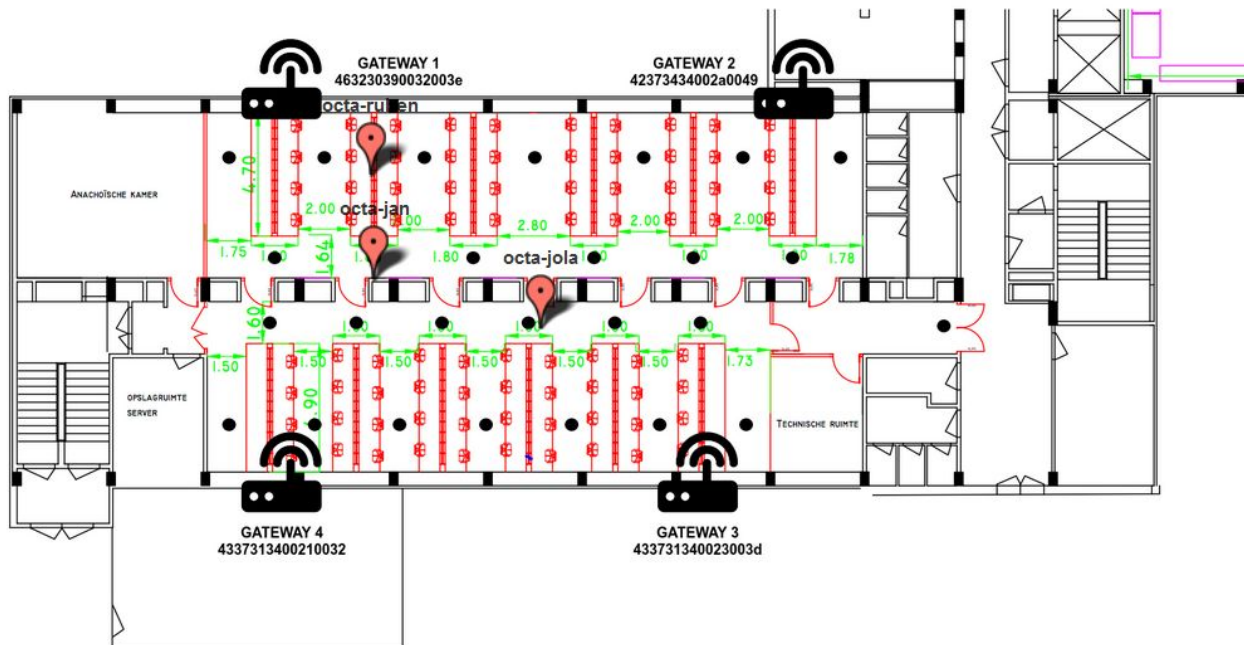 GATEWAY 1
463230390032003e
GATEWAY 2
42373434002a0049
4.70
ANACHOÏSCHE KAMER
2.00
octa-jan
2.80
2.00
2.00
1.75
1.64
1.80
1.78
octa-jola
1.60
1.50
1.50
1.50
1.50
1.50
1.73
OPSLAGRUIMTE
SERVER
TECHNISCHE RUIMTE
GATEWAY 4
4337313400210032
GATEWAY 3
433731340023003d